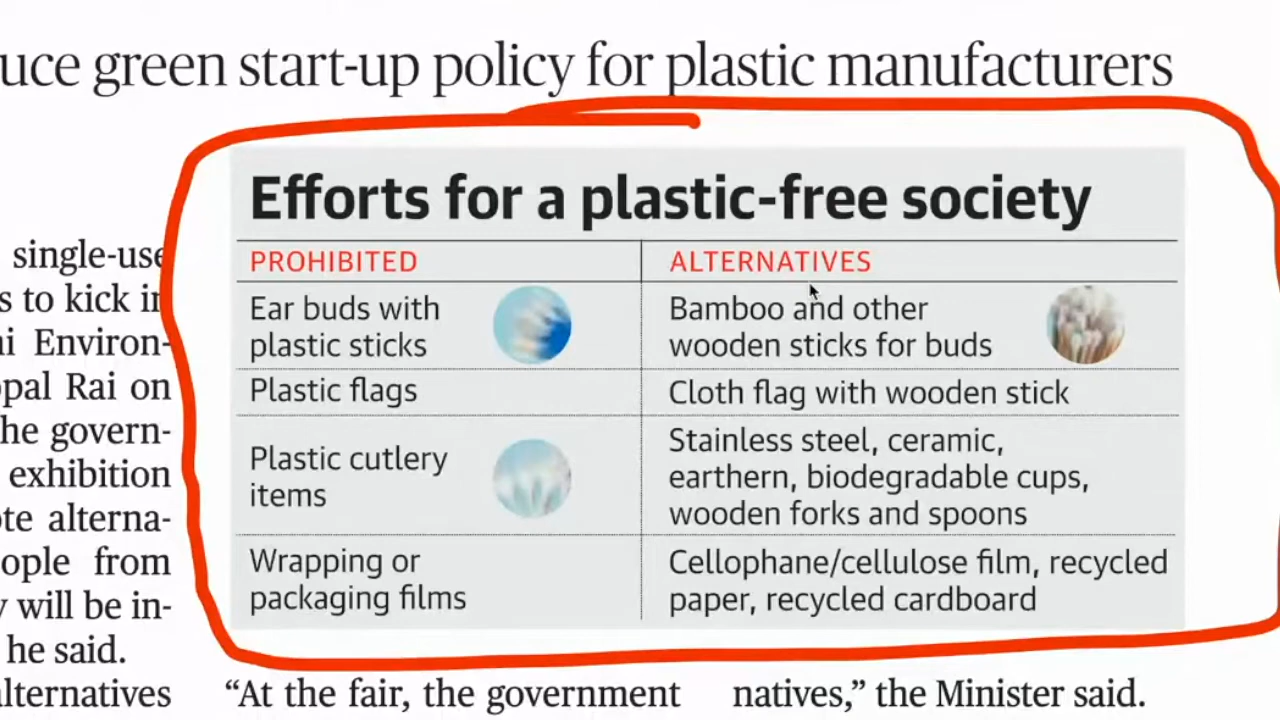 uce green start-up policy for plastic manufacturers
Efforts for a plastic-free society
PROHIBITED
ALTERNATIVES
Ear buds with
plastic sticks
Bamboo and other
wooden sticks for buds
Plastic flags
Cloth flag with wooden stick
Plastic cutlery
items
Stainless steel, ceramic,
earthern, biodegradable cups,
wooden forks and spoons
Wrapping or
packaging films
Cellophane/cellulose film, recycled
paper, recycled cardboard
single-use
s to kick in
i Environ-
pal Rai on
he govern-
exhibition
te alterna-
ople from
y will be in-
he said.
lternatives
“At the fair, the government
natives,” the Minister said.